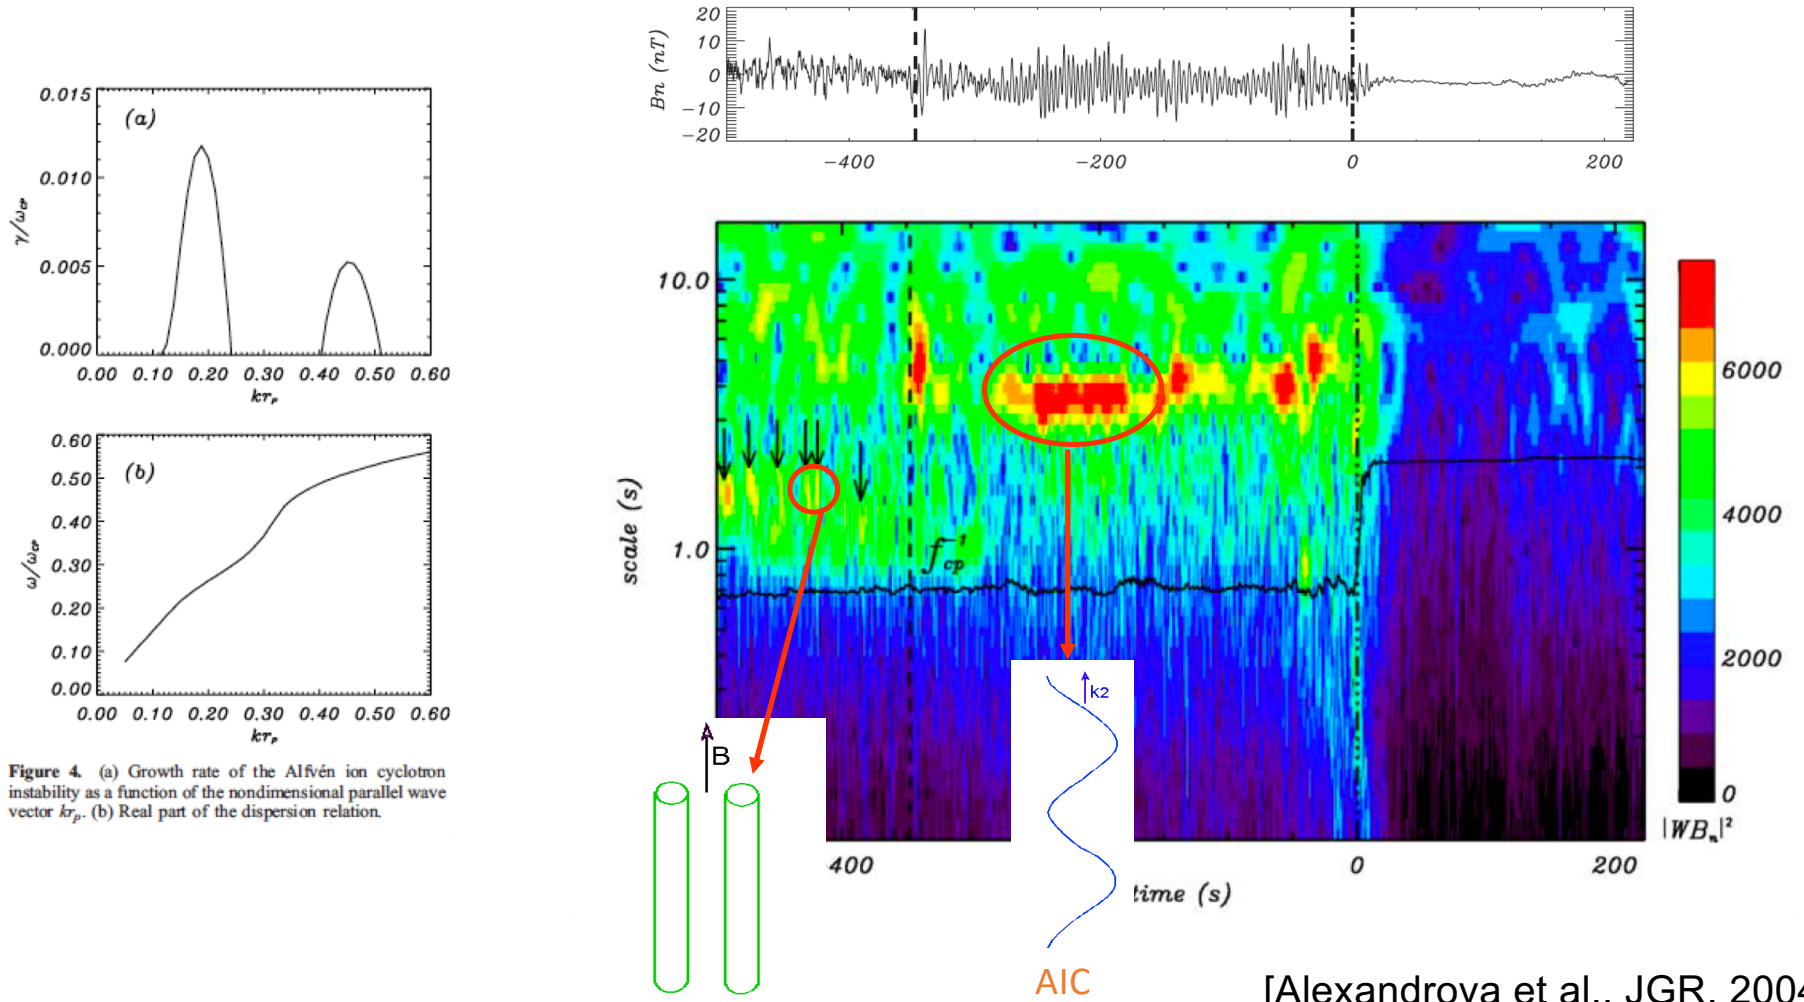 0.015
(a)
0.010
γ/ω_cp
0.005
0.000
0.00 0.10 0.20 0.30 0.40 0.50 0.60
kr_p
0.60
(b)
0.50
0.40
ω/ω_cp
0.30
0.20
0.10
0.00
0.00 0.10 0.20 0.30 0.40 0.50 0.60
kr_p
Figure 4. (a) Growth rate of the Alfvén ion cyclotron
instability as a function of the nondimensional parallel wave
vector kr_p. (b) Real part of the dispersion relation.
20
10
0
-10
-20
Bn (nT)
-400 -200 0 200
10.0
1.0
scale (s)
f_cp^-1
6000
4000
2000
0
|WB_n|^2
B
k2
400 0 200
time (s)
AIC
[Alexandrova et al., JGR, 2004